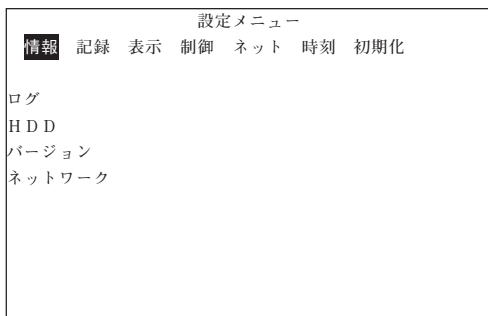 設定メニュー
情報 記録 表示 制御 ネット 時刻 初期化
ログ
ＨＤＤ
バージョン
ネットワーク